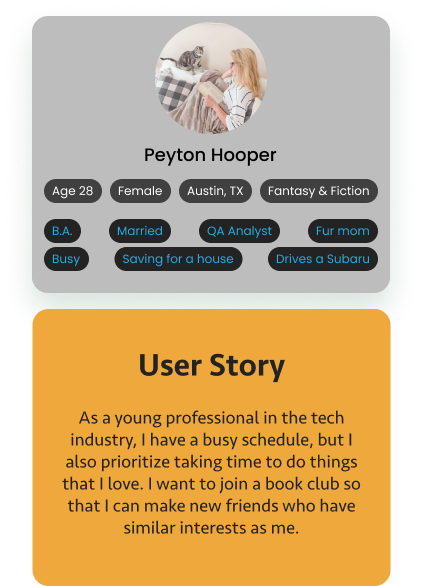 Peyton Hooper
Age 28 Female Austin, TX Fantasy & Fiction
B.A. Married QA Analyst Fur mom
Busy Saving for a house Drives a Subaru
User Story
As a young professional in the tech
industry, I have a busy schedule, but I
also prioritize taking time to do things
that I love. I want to join a book club so
that I can make new friends who have
similar interests as me.